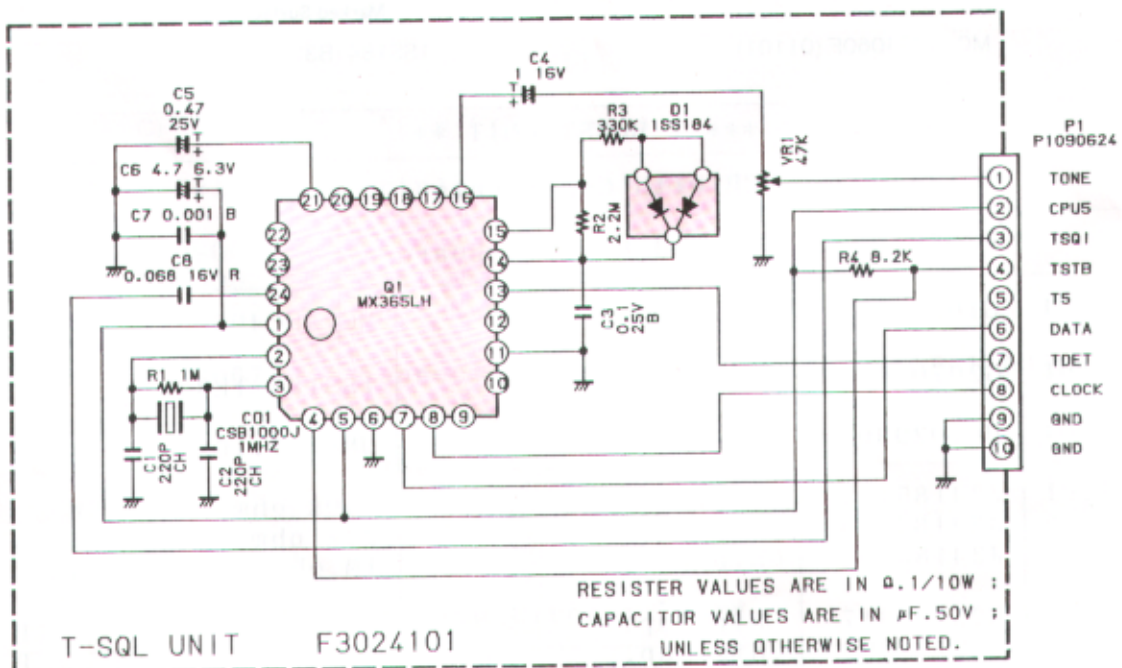 C4
1 16V
C5
0.47
25V
R3
330K
D1
1SS184
P1
P1090624
VR1
47K
C6 4.7 6.3V
C7 0.001 B
C8
0.068 16V R
21
20
19
18
17
16
22
23
24
1
2
3
15
14
13
12
11
10
4
5
6
7
8
9
Q1
MX365LH
R2
2.2M
C3
0.1
25V
B
R4 8.2K
1
TONE
2
CPU5
3
TSQI
4
TSTB
5
T5
6
DATA
7
TDET
8
CLOCK
9
GND
10
GND
R1 1M
CO1
CSB1000J
1MHZ
C1
220P
CH
C2
220P
CH
RESISTER VALUES ARE IN Ω.1/10W ;
CAPACITOR VALUES ARE IN µF.50V ;
UNLESS OTHERWISE NOTED.
T-SQL UNIT F3024101